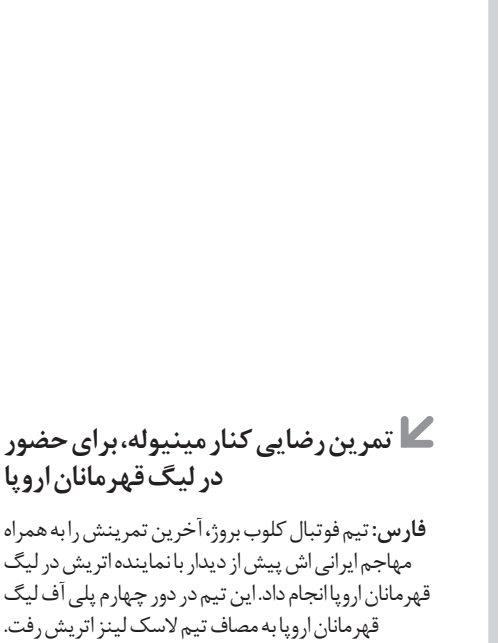 تمرین رضایی کنار مینیوله، برای حضور
در لیگ قهرمانان اروپا
فارس: تیم فوتبال کلوب بروژ، آخرین تمرینش را به همراه
مهاجم ایرانی اش پیش از دیدار با نماینده اتریش در لیگ
قهرمانان اروپا انجام داد. این تیم در دور چهارم پلی آف لیگ
قهرمانان اروپا به مصاف تیم لاسک لینز اتریش رفت.